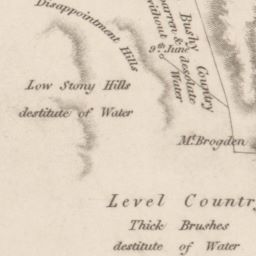 Disappointment Hills
Bushy Country
barren & desolate
without Water
9th June
Low Stony Hills
destitute of Water
Mt. Brogden
Level Countr
Thick Brushes
destitute of Water